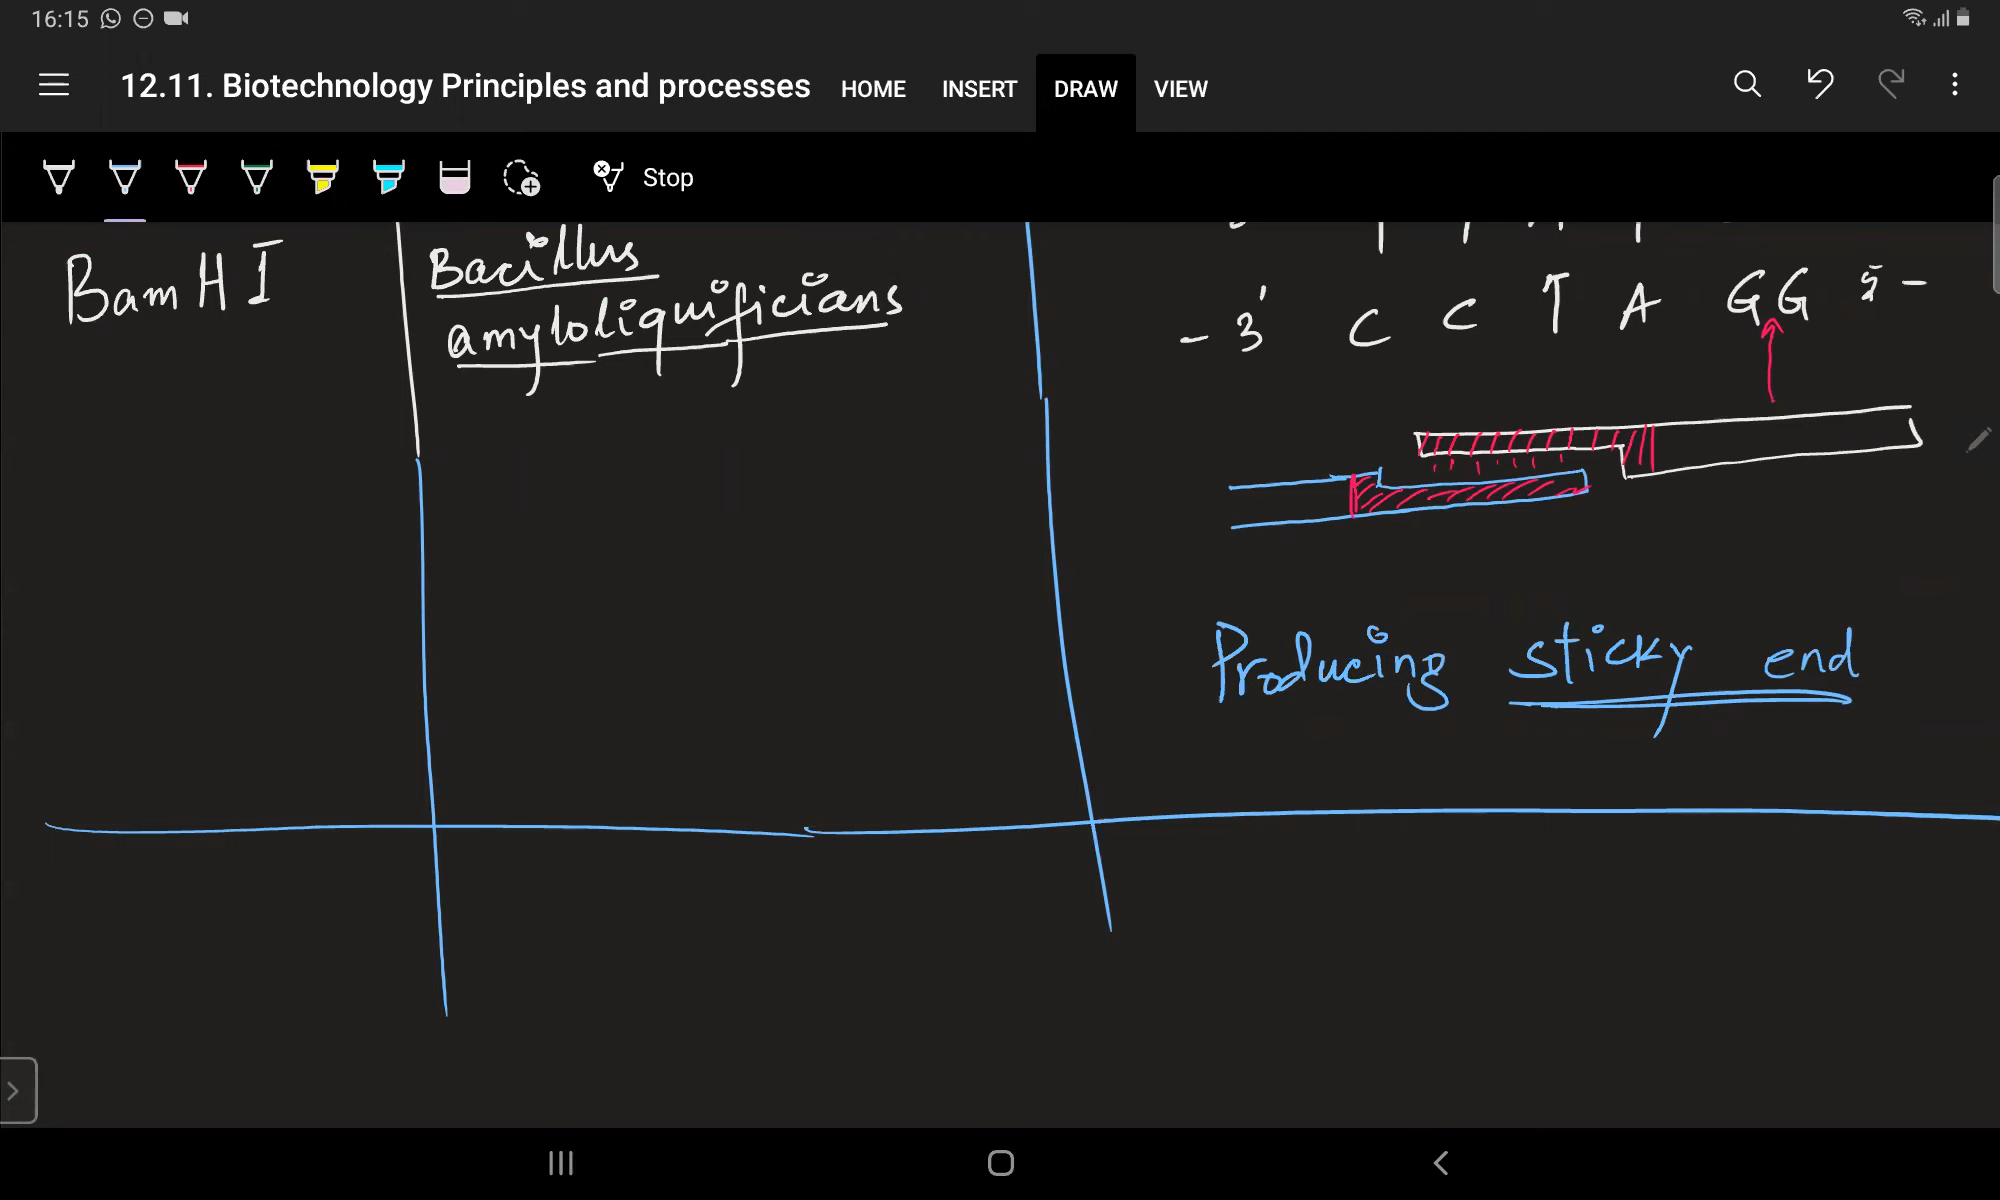 16:15
12.11. Biotechnology Principles and processes HOME INSERT DRAW VIEW
Stop
BamHI
Bacillus
amyloliquificians
- 3' C C T A G G 5 -
Producing sticky end